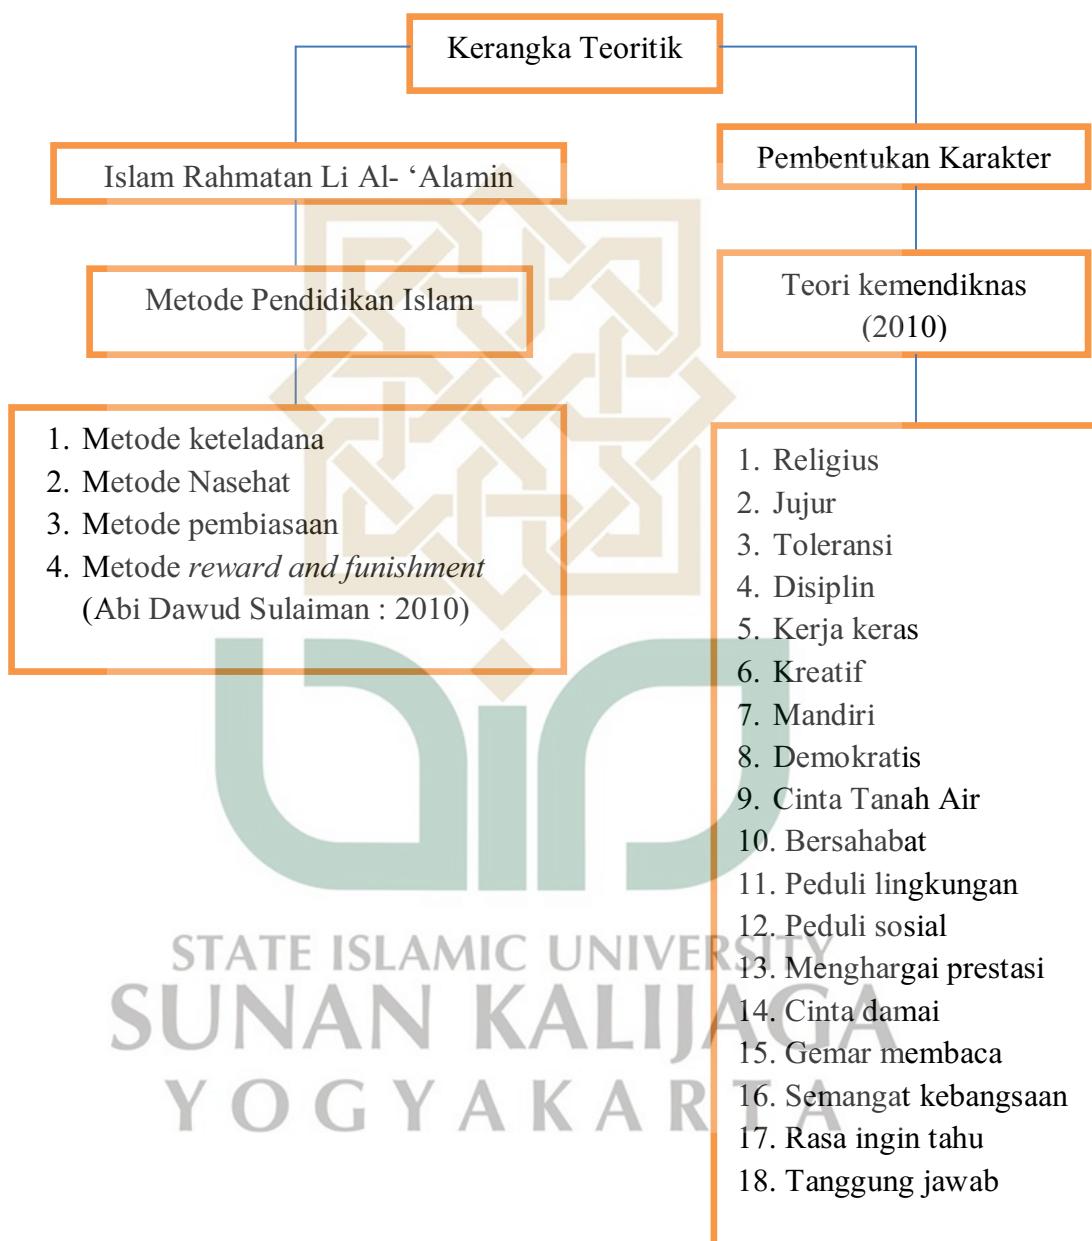 Kerangka Teoritik
Islam Rahmatan Li Al- ‘Alamin
Metode Pendidikan Islam
1. Metode keteladana
2. Metode Nasehat
3. Metode pembiasaan
4. Metode reward and funishment
(Abi Dawud Sulaiman : 2010)
Pembentukan Karakter
Teori kemendiknas
(2010)
1. Religius
2. Jujur
3. Toleransi
4. Disiplin
5. Kerja keras
6. Kreatif
7. Mandiri
8. Demokratis
9. Cinta Tanah Air
10. Bersahabat
11. Peduli lingkungan
12. Peduli sosial
13. Menghargai prestasi
14. Cinta damai
15. Gemar membaca
16. Semangat kebangsaan
17. Rasa ingin tahu
18. Tanggung jawab
STATE ISLAMIC UNIVERSITY
SUNAN KALIJAGA
YOGYAKARTA